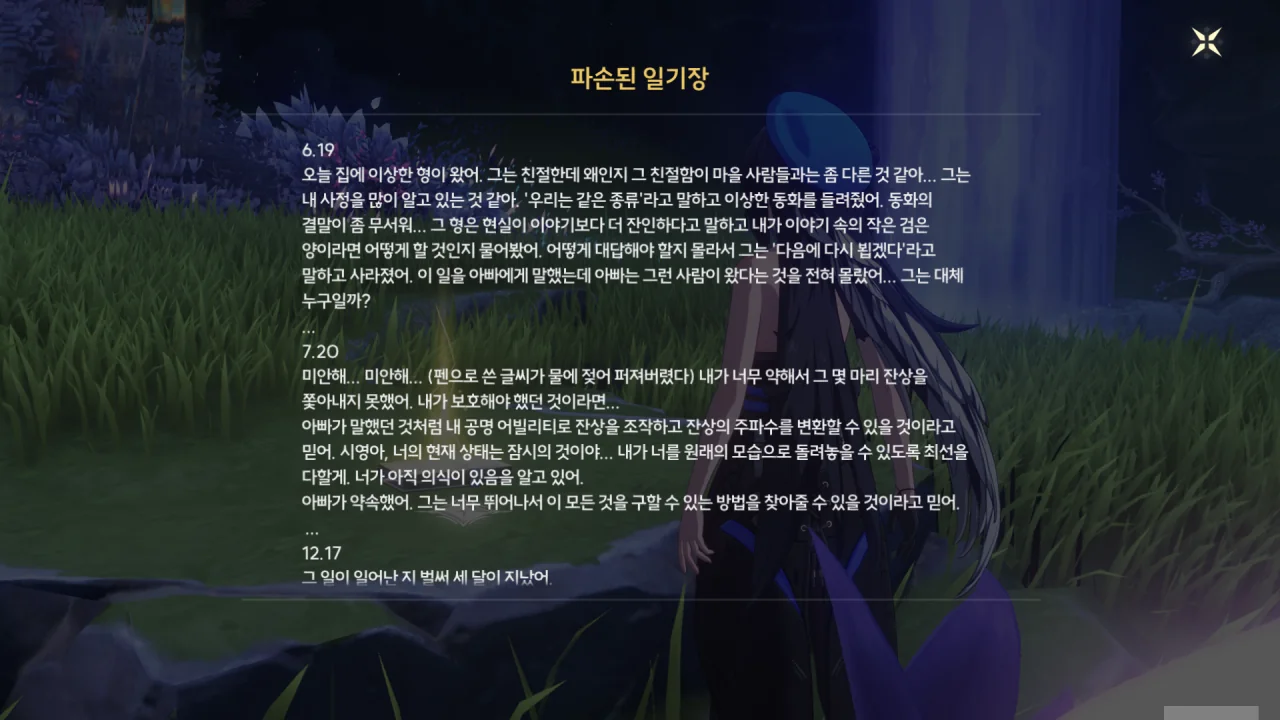 파손된 일기장
6.19
오늘 집에 이상한 형이 왔어. 그는 친절한데 왜인지 그 친절함이 마을 사람들과는 좀 다른 것 같아... 그는
내 사정을 많이 알고 있는 것 같아. '우리는 같은 종류'라고 말하고 이상한 동화를 들려줬어. 동화의
결말이 좀 무서워... 그 형은 현실이 이야기보다 더 잔인하다고 말하고 내가 이야기 속의 작은 검은
양이라면 어떻게 할 것인지 물어봤어. 어떻게 대답해야 할지 몰라서 그는 '다음에 다시 뵙겠다'라고
말하고 사라졌어. 이 일을 아빠에게 말했는데 아빠는 그런 사람이 왔다는 것을 전혀 몰랐어... 그는 대체
누구일까?
...
7.20
미안해... 미안해... (펜으로 쓴 글씨가 물에 젖어 퍼져버렸다) 내가 너무 약해서 그 몇 마리 잔상을
쫓아내지 못했어. 내가 보호해야 했던 것이라면...
아빠가 말했던 것처럼 내 공명 어빌리티로 잔상을 조작하고 잔상의 주파수를 변환할 수 있을 것이라고
믿어. 시영아, 너의 현재 상태는 잠시의 것이야... 내가 너를 원래의 모습으로 돌려놓을 수 있도록 최선을
다할게. 너가 아직 의식이 있음을 알고 있어.
아빠가 약속했어. 그는 너무 뛰어나서 이 모든 것을 구할 수 있는 방법을 찾아줄 수 있을 것이라고 믿어.
...
12.17
그 일이 일어난 지 벌써 세 달이 지났어.